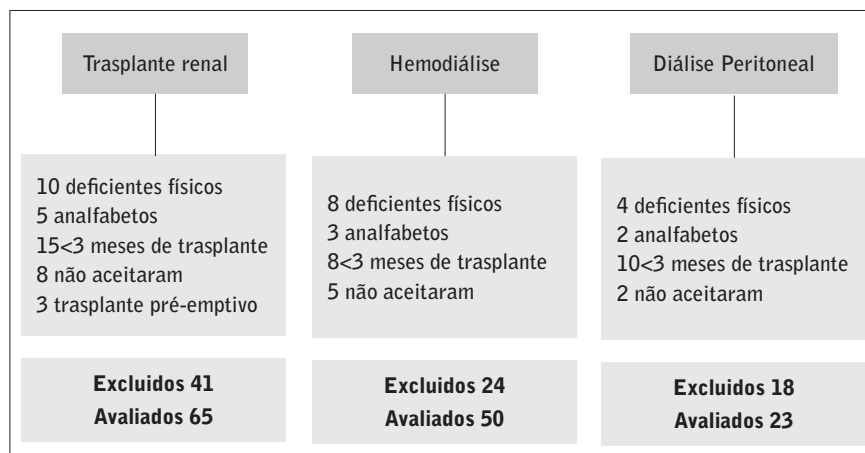 Trasplante renal
10 deficientes físicos
5 analfabetos
15<3 meses de trasplante
8 não aceitaram
3 trasplante pré-emptivo
Excluidos 41
Avaliados 65
Hemodiálise
8 deficientes físicos
3 analfabetos
8<3 meses de trasplante
5 não aceitaram
Excluidos 24
Avaliados 50
Diálise Peritoneal
4 deficientes físicos
2 analfabetos
10<3 meses de trasplante
2 não aceitaram
Excluidos 18
Avaliados 23